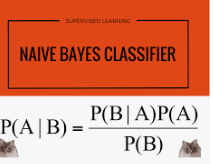 SUPERVISED LEARNING
NAIVE BAYES CLASSIFIER
P(A | B) = P(B | A)P(A) / P(B)